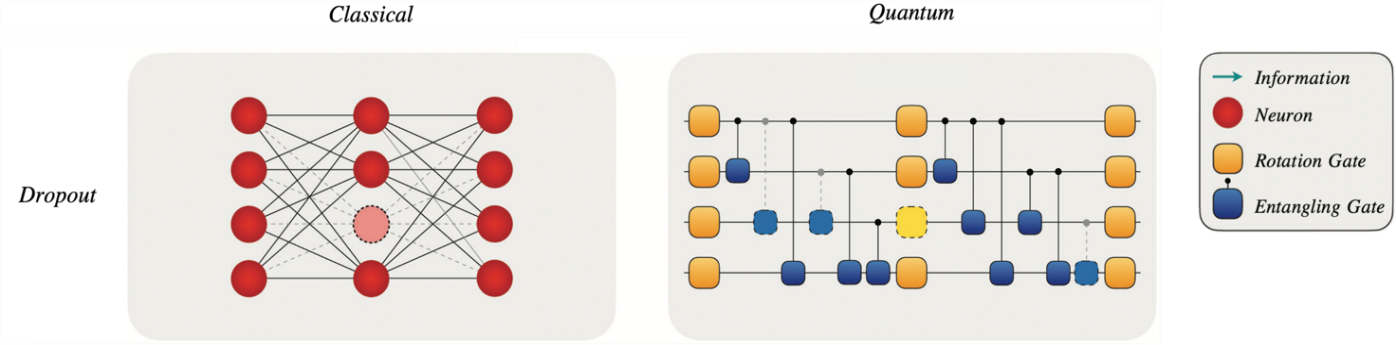 Classical
Quantum
Dropout
Information
Neuron
Rotation Gate
Entangling Gate